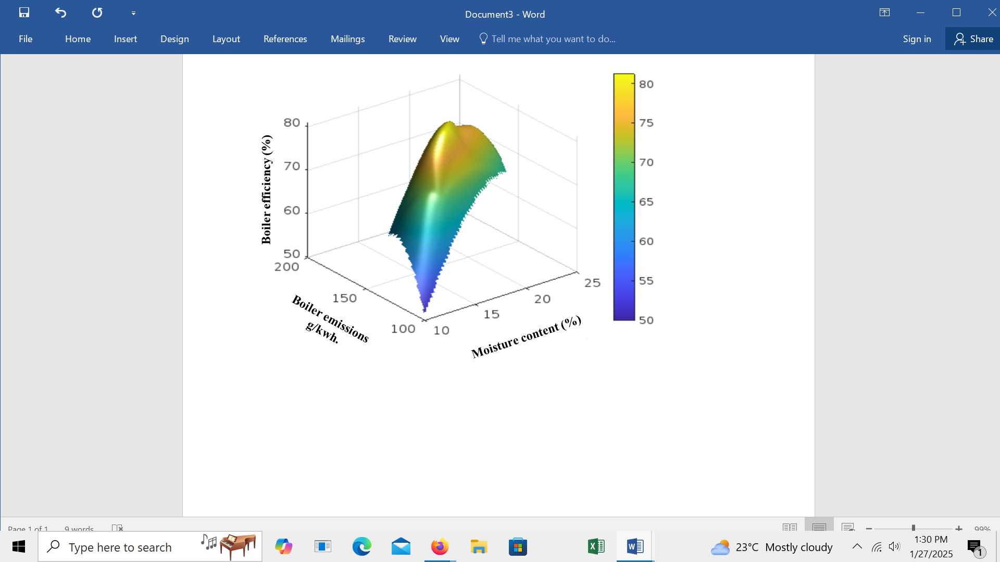 Document3 - Word
File Home Insert Design Layout References Mailings Review View Tell me what you want to do... Sign in Share
80
75
70
65
60
55
50
80
70
60
50
Boiler efficiency (%)
200
150
100
Boiler emissions
g/kwh.
10
15
20
25
Moisture content (%)
Page 1 of 1 9 words 99%
Type here to search
23°C Mostly cloudy
1:30 PM
1/27/2025
1